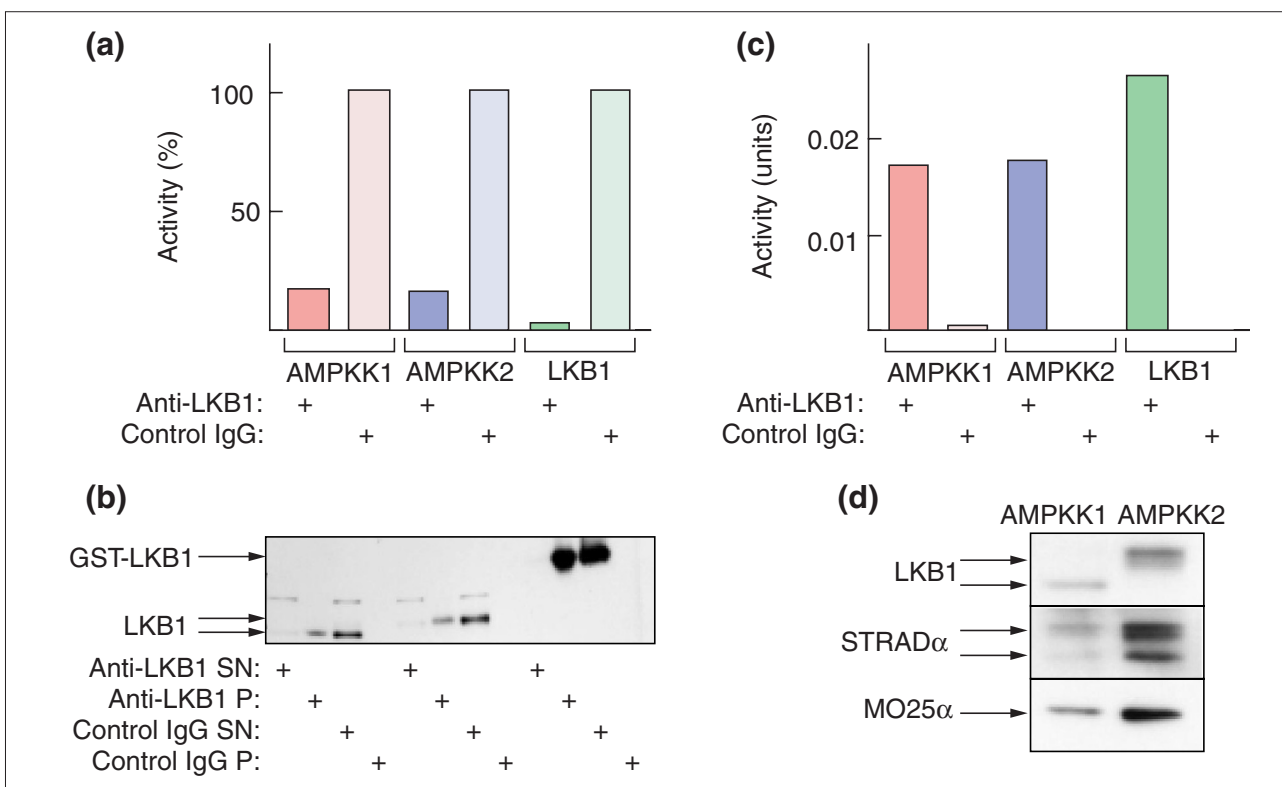 (a)
100
50
Activity (%)
AMPKK1 AMPKK2 LKB1
Anti-LKB1: + + +
Control IgG: + + +
(c)
0.02
0.01
Activity (units)
AMPKK1 AMPKK2 LKB1
Anti-LKB1: + + +
Control IgG: + + +
(b)
GST-LKB1
LKB1
Anti-LKB1 SN: + + +
Anti-LKB1 P: + + +
Control IgG SN: + + +
Control IgG P: + + +
(d)
AMPKK1 AMPKK2
LKB1
STRADα
MO25α